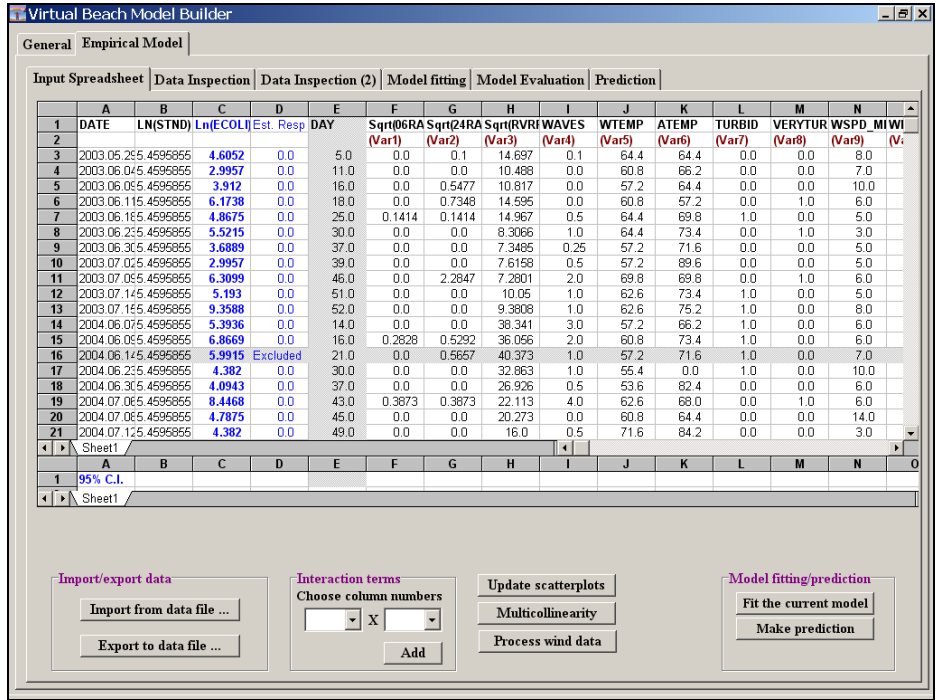 Virtual Beach Model Builder
General Empirical Model
Input Spreadsheet Data Inspection Data Inspection (2) Model fitting Model Evaluation Prediction
A B C D E F G H I J K L M N
1 DATE LN(STND) Ln(ECOLI) Est. Resp DAY Sqrt(06RA Sqrt(24RA Sqrt(RVRF WAVES WTEMP ATEMP TURBID VERYTUR WSPD_MI WI
2 (Var1) (Var2) (Var3) (Var4) (Var5) (Var6) (Var7) (Var8) (Var9) (Va
3 2003.05.29 5.4595855 4.6052 0.0 5.0 0.0 0.1 14.697 0.1 64.4 64.4 0.0 0.0 8.0
4 2003.06.04 5.4595855 2.9957 0.0 11.0 0.0 0.0 10.488 0.0 60.8 66.2 0.0 0.0 7.0
5 2003.06.09 5.4595855 3.912 0.0 16.0 0.0 0.5477 10.817 0.0 57.2 64.4 0.0 0.0 10.0
6 2003.06.11 5.4595855 6.1738 0.0 18.0 0.0 0.7348 14.595 0.0 60.8 57.2 0.0 1.0 6.0
7 2003.06.18 5.4595855 4.8675 0.0 25.0 0.1414 0.1414 14.967 0.5 64.4 69.8 1.0 0.0 5.0
8 2003.06.23 5.4595855 5.5215 0.0 30.0 0.0 0.0 8.3066 1.0 64.4 73.4 0.0 1.0 3.0
9 2003.06.30 5.4595855 3.6889 0.0 37.0 0.0 0.0 7.3485 0.25 57.2 71.6 0.0 0.0 5.0
10 2003.07.02 5.4595855 2.9957 0.0 39.0 0.0 0.0 7.6158 0.5 57.2 89.6 0.0 0.0 5.0
11 2003.07.09 5.4595855 6.3099 0.0 46.0 0.0 2.2847 7.2801 2.0 69.8 69.8 0.0 1.0 6.0
12 2003.07.14 5.4595855 5.193 0.0 51.0 0.0 0.0 10.05 1.0 62.6 73.4 1.0 0.0 5.0
13 2003.07.15 5.4595855 9.3588 0.0 52.0 0.0 0.0 9.3808 1.0 62.6 75.2 1.0 0.0 8.0
14 2004.06.07 5.4595855 5.3936 0.0 14.0 0.0 0.0 38.341 3.0 57.2 66.2 1.0 0.0 6.0
15 2004.06.09 5.4595855 6.8669 0.0 16.0 0.2828 0.5292 36.056 2.0 60.8 73.4 1.0 0.0 6.0
16 2004.06.14 5.4595855 5.9915 Excluded 21.0 0.0 0.5657 40.373 1.0 57.2 71.6 1.0 0.0 7.0
17 2004.06.23 5.4595855 4.382 0.0 30.0 0.0 0.0 32.863 1.0 55.4 0.0 1.0 0.0 10.0
18 2004.06.30 5.4595855 4.0943 0.0 37.0 0.0 0.0 26.926 0.5 53.6 82.4 0.0 0.0 6.0
19 2004.07.06 5.4595855 8.4468 0.0 43.0 0.3873 0.3873 22.113 4.0 62.6 68.0 0.0 1.0 6.0
20 2004.07.08 5.4595855 4.7875 0.0 45.0 0.0 0.0 20.273 0.0 60.8 64.4 0.0 0.0 14.0
21 2004.07.12 5.4595855 4.382 0.0 49.0 0.0 0.0 16.0 0.5 71.6 84.2 0.0 0.0 3.0
Sheet1
A B C D E F G H I J K L M N O
1 95% C.I.
Sheet1
Import/export data
Import from data file ...
Export to data file ...
Interaction terms
Choose column numbers
X
Add
Update scatterplots
Multicollinearity
Process wind data
Model fitting/prediction
Fit the current model
Make prediction